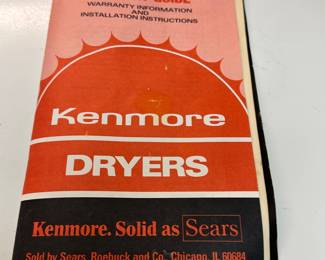 GUIDE
WARRANTY INFORMATION
AND
INSTALLATION INSTRUCTIONS
Kenmore
DRYERS
Kenmore. Solid as Sears
Sold by Sears, Roebuck and Co., Chicago, IL 60684